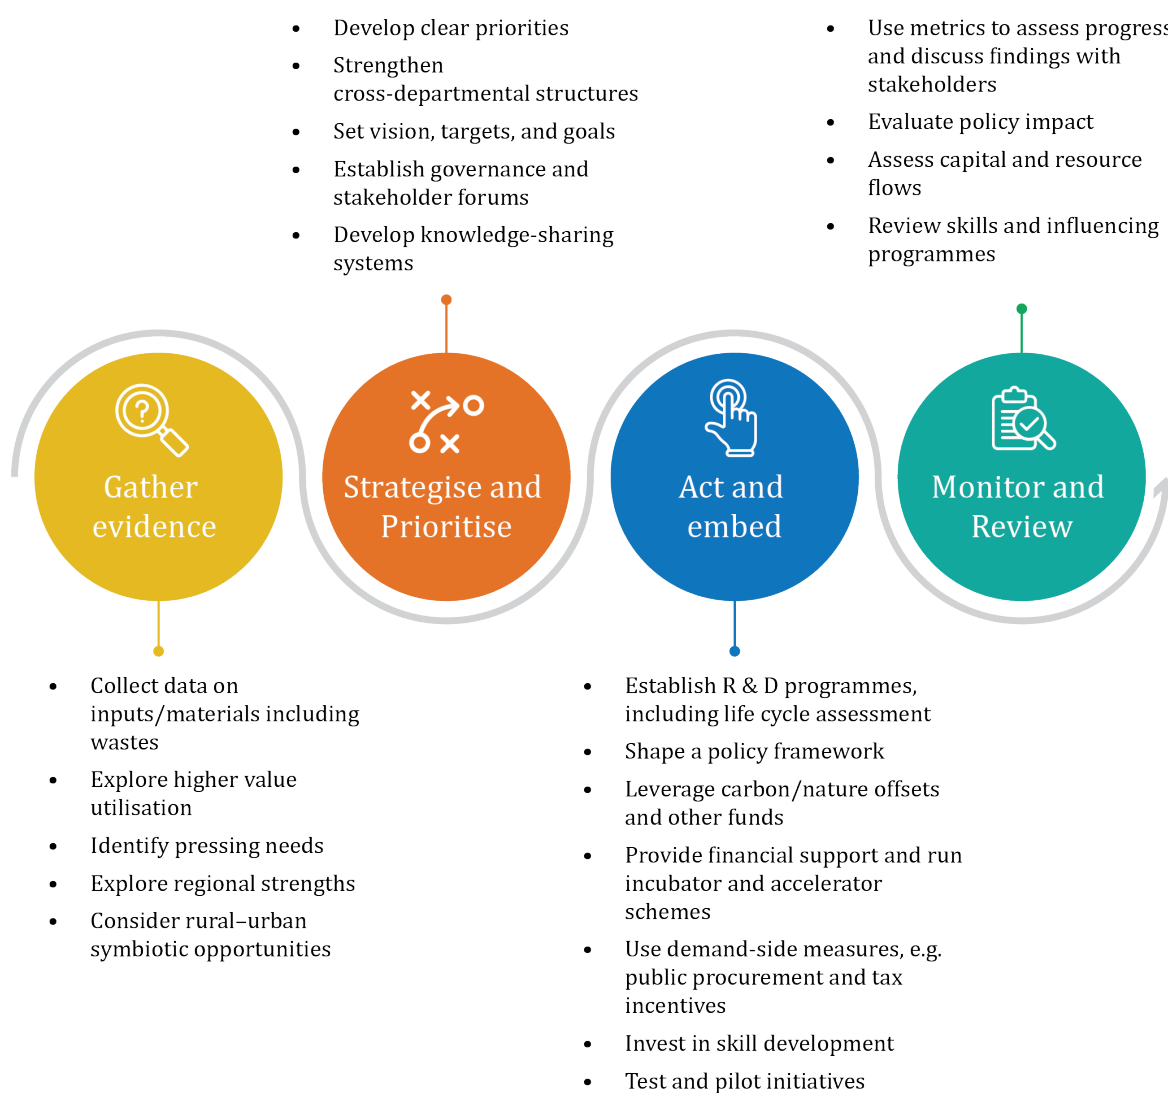 • Develop clear priorities
• Strengthen
cross-departmental structures
• Set vision, targets, and goals
• Establish governance and
stakeholder forums
• Develop knowledge-sharing
systems
• Use metrics to assess progress
and discuss findings with
stakeholders
• Evaluate policy impact
• Assess capital and resource
flows
• Review skills and influencing
programmes
?
Gather
evidence
Strategise and
Prioritise
Act and
embed
Monitor and
Review
• Collect data on
inputs/materials including
wastes
• Explore higher value
utilisation
• Identify pressing needs
• Explore regional strengths
• Consider rural–urban
symbiotic opportunities
• Establish R & D programmes,
including life cycle assessment
• Shape a policy framework
• Leverage carbon/nature offsets
and other funds
• Provide financial support and run
incubator and accelerator
schemes
• Use demand-side measures, e.g.
public procurement and tax
incentives
• Invest in skill development
• Test and pilot initiatives